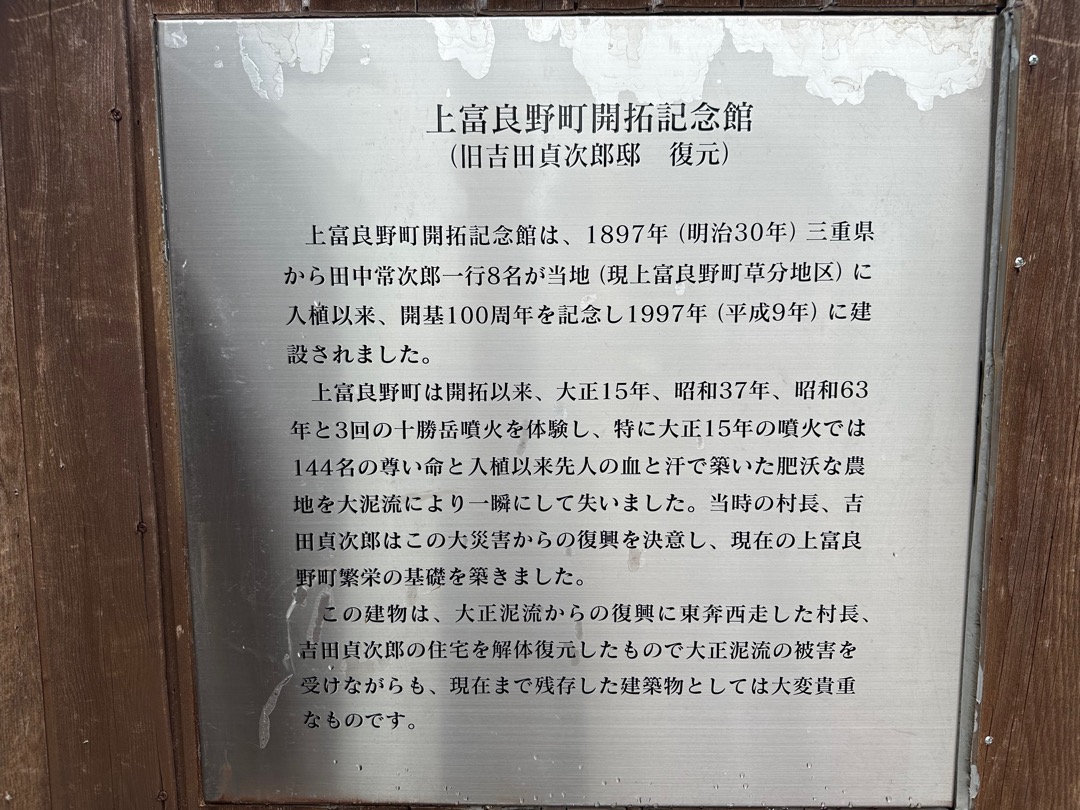 上富良野町開拓記念館
(旧吉田貞次郎邸　復元)
上富良野町開拓記念館は、1897年(明治30年)三重県
から田中常次郎一行8名が当地(現上富良野町草分地区)に
入植以来、開基100周年を記念し1997年(平成9年)に建
設されました。
上富良野町は開拓以来、大正15年、昭和37年、昭和63
年と3回の十勝岳噴火を体験し、特に大正15年の噴火では
144名の尊い命と入植以来先人の血と汗で築いた肥沃な農
地を大泥流により一瞬にして失いました。当時の村長、吉
田貞次郎はこの大災害からの復興を決意し、現在の上富良
野町繁栄の基礎を築きました。
この建物は、大正泥流からの復興に東奔西走した村長、
吉田貞次郎の住宅を解体復元したもので大正泥流の被害を
受けながらも、現在まで残存した建築物としては大変貴重
なものです。